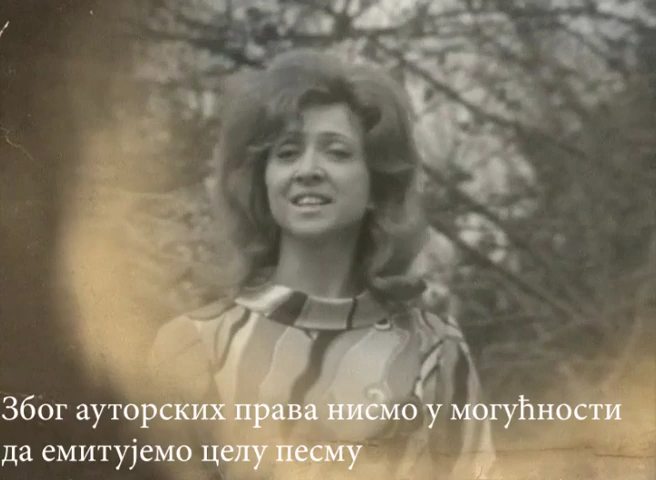 Због ауторских права нисмо у могућности
да емитујемо целу песму